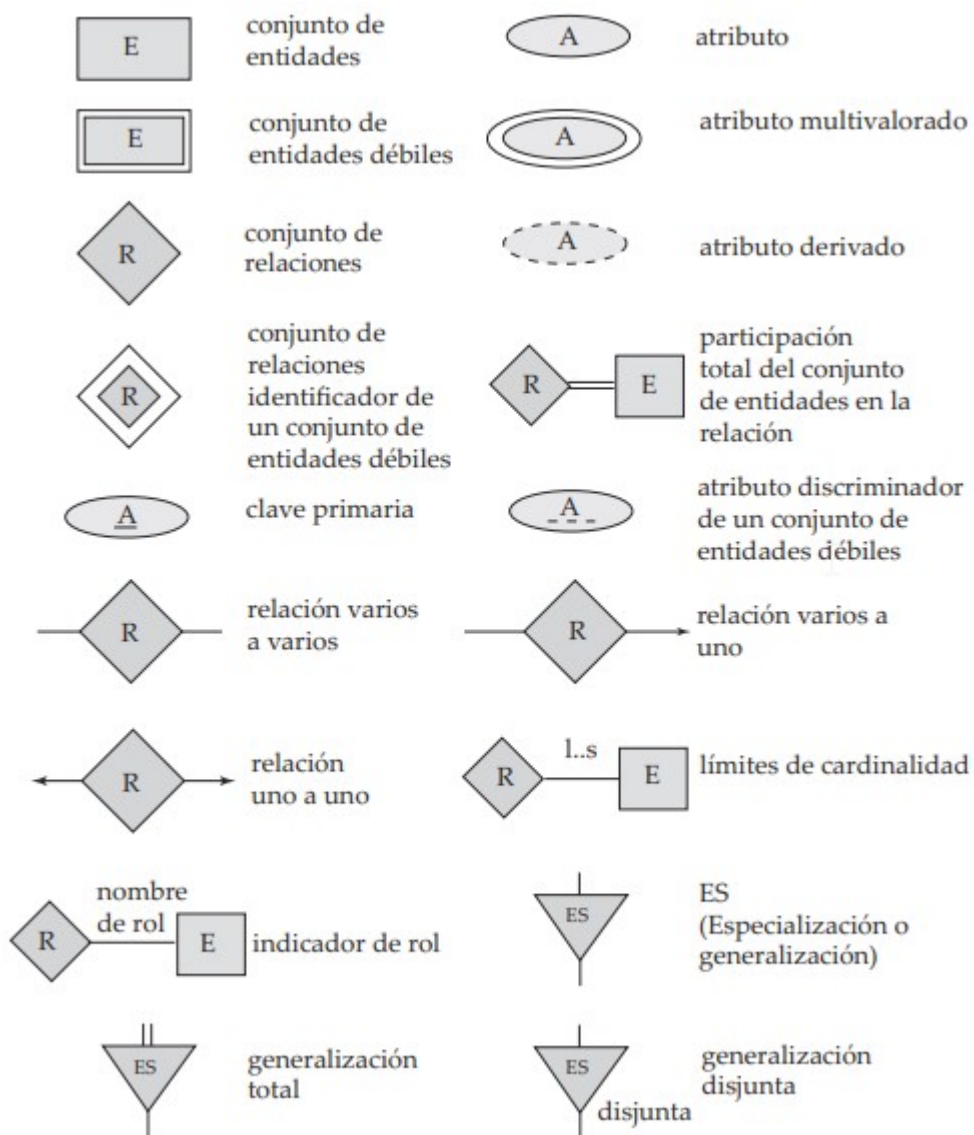 E
conjunto de
entidades
A
atributo
E
conjunto de
entidades débiles
A
atributo multivalorado
R
conjunto de
relaciones
A
atributo derivado
R
conjunto de
relaciones
identificador de
un conjunto de
entidades débiles
R
E
participación
total del conjunto
de entidades en la
relación
A
clave primaria
A
atributo discriminador
de un conjunto de
entidades débiles
R
relación varios
a varios
R
relación varios a
uno
R
relación
uno a uno
R
l..s
E
límites de cardinalidad
R
nombre
de rol
E
indicador de rol
ES
ES
(Especialización o
generalización)
ES
generalización
total
ES
disjunta
generalización
disjunta